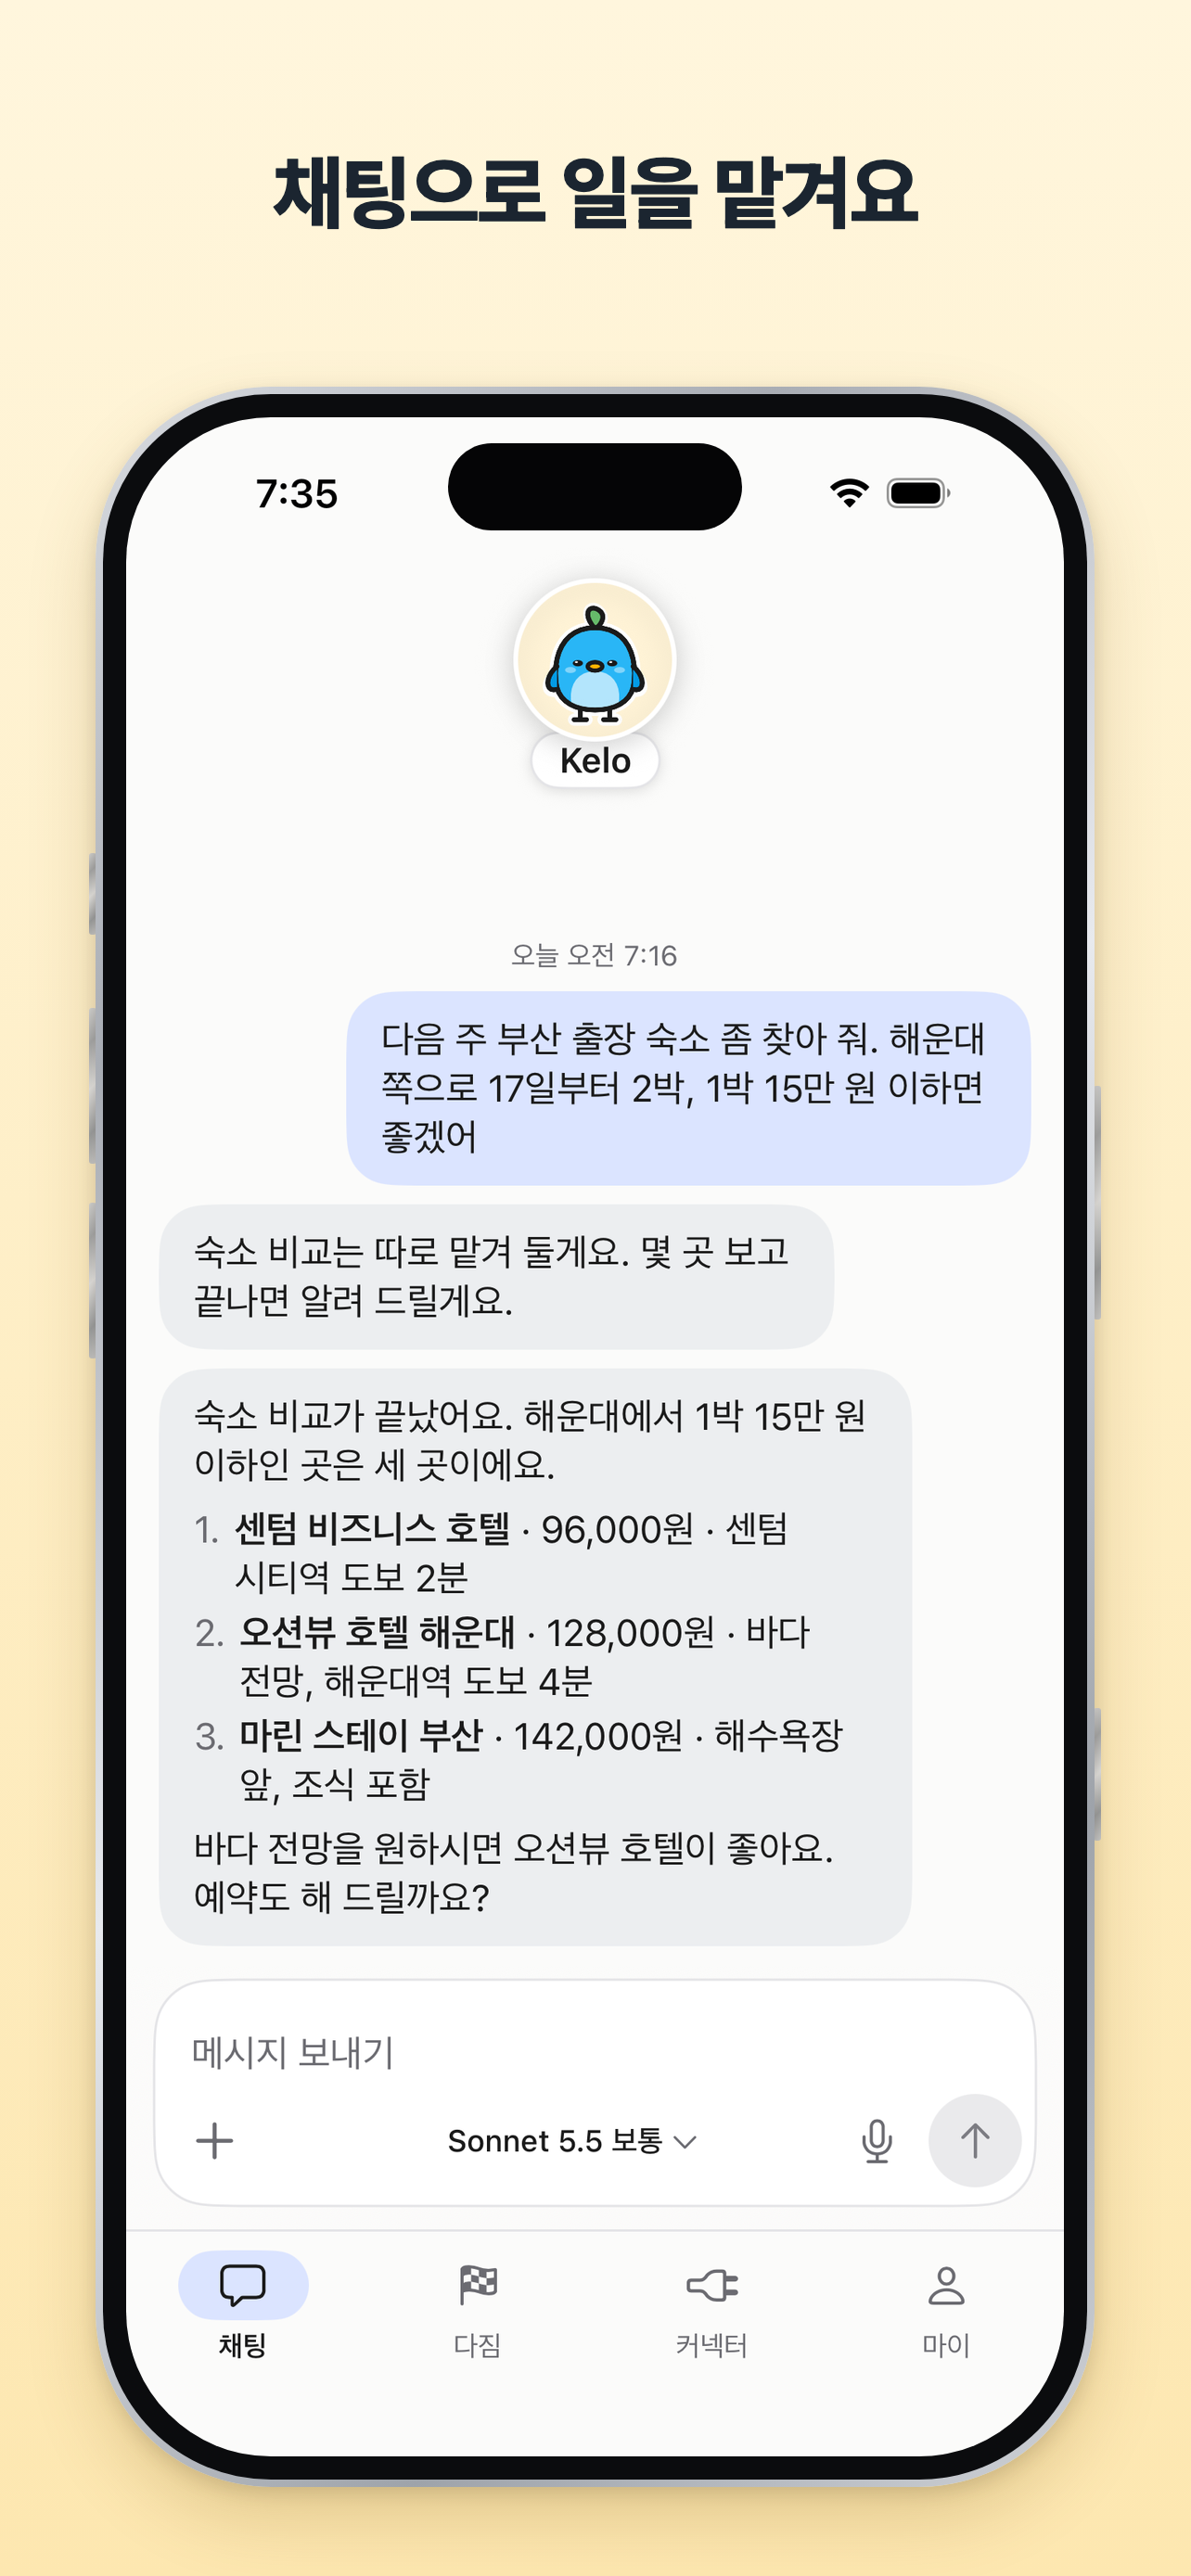 채팅으로 일을 맡겨요
7:35
Kelo
오늘 오전 7:16
다음 주 부산 출장 숙소 좀 찾아 줘. 해운대
쪽으로 17일부터 2박, 1박 15만 원 이하면
좋겠어
숙소 비교는 따로 맡겨 둘게요. 몇 곳 보고
끝나면 알려 드릴게요.
숙소 비교가 끝났어요. 해운대에서 1박 15만 원
이하인 곳은 세 곳이에요.
1. 센텀 비즈니스 호텔 · 96,000원 · 센텀
시티역 도보 2분
2. 오션뷰 호텔 해운대 · 128,000원 · 바다
전망, 해운대역 도보 4분
3. 마린 스테이 부산 · 142,000원 · 해수욕장
앞, 조식 포함
바다 전망을 원하시면 오션뷰 호텔이 좋아요.
예약도 해 드릴까요?
메시지 보내기
Sonnet 5.5 보통
채팅
다짐
커넥터
마이